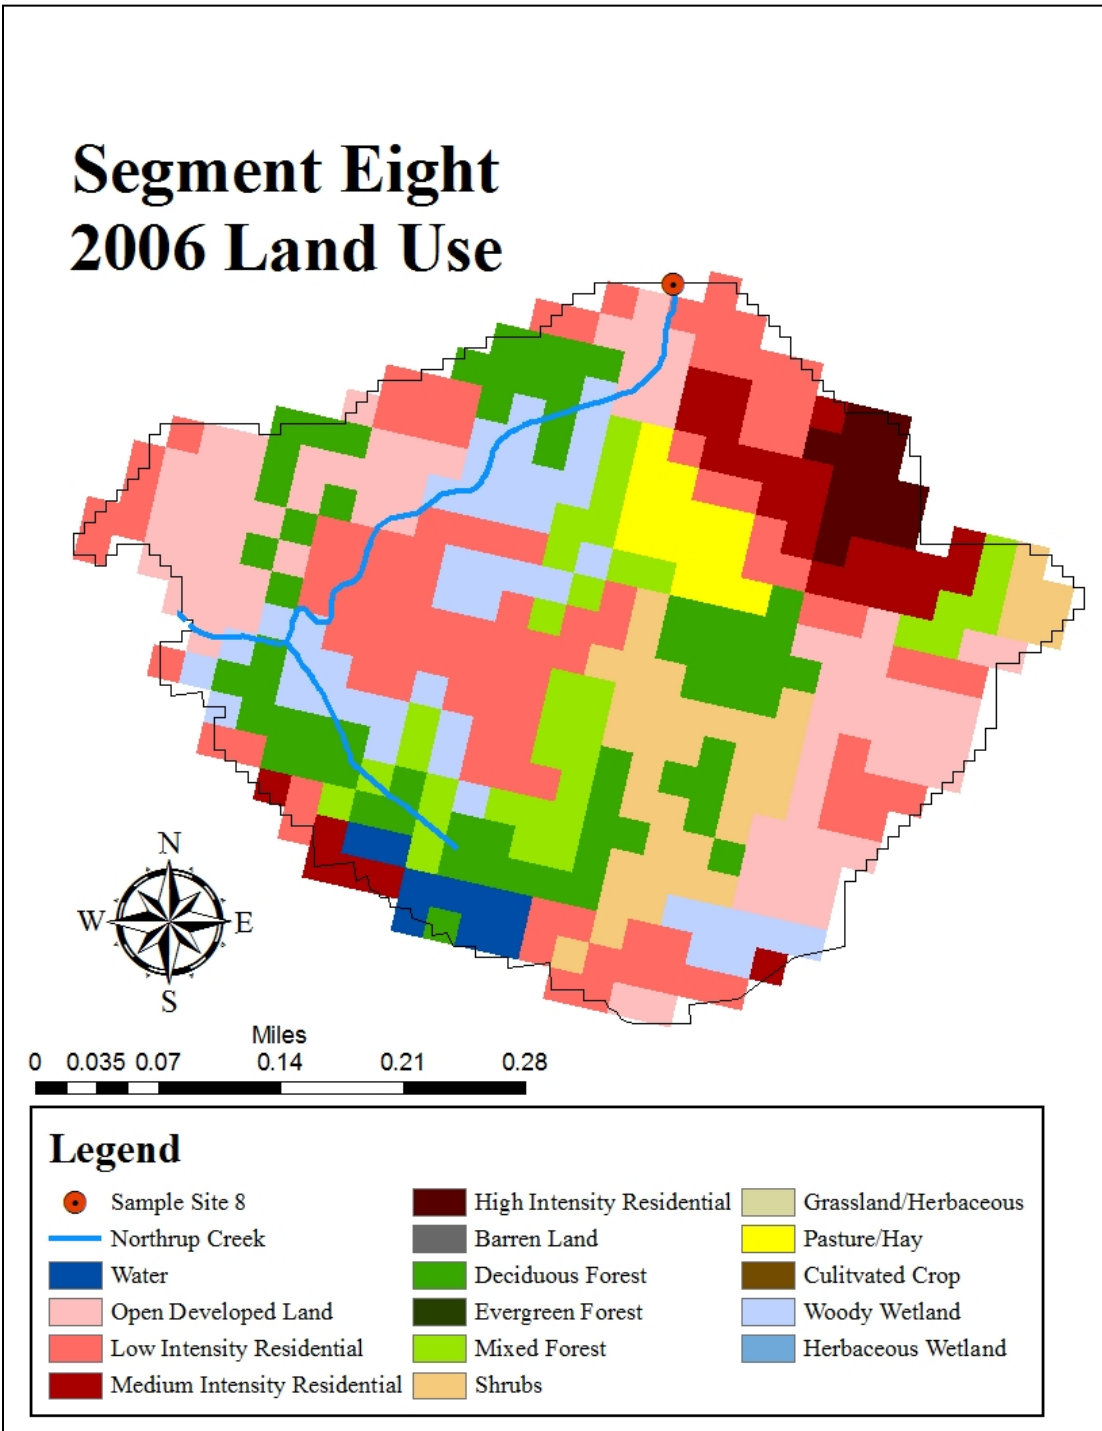 Segment Eight
2006 Land Use
N
W E
S
Miles
0 0.035 0.07 0.14 0.21 0.28
Legend
Sample Site 8
Northrup Creek
Water
Open Developed Land
Low Intensity Residential
Medium Intensity Residential
High Intensity Residential
Barren Land
Deciduous Forest
Evergreen Forest
Mixed Forest
Shrubs
Grassland/Herbaceous
Pasture/Hay
Culitvated Crop
Woody Wetland
Herbaceous Wetland